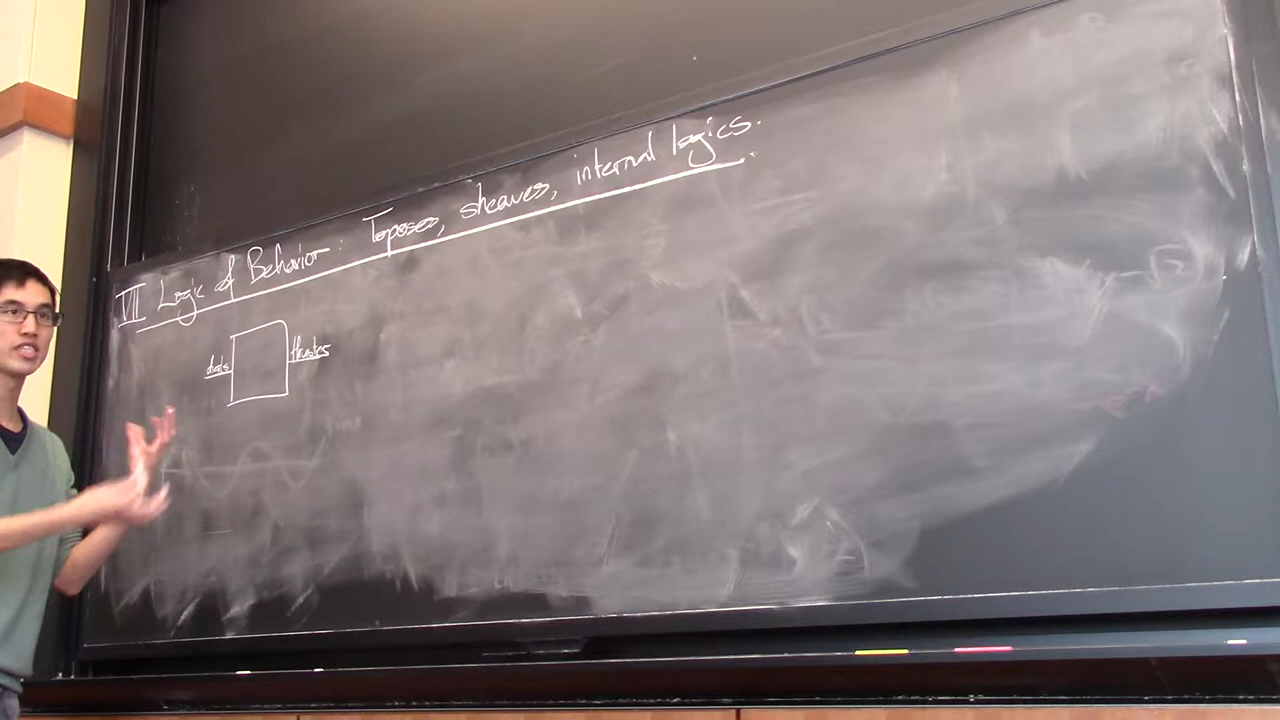 VII Logic of Behavior: Toposes, sheaves, internal logics.
dials
thrusters